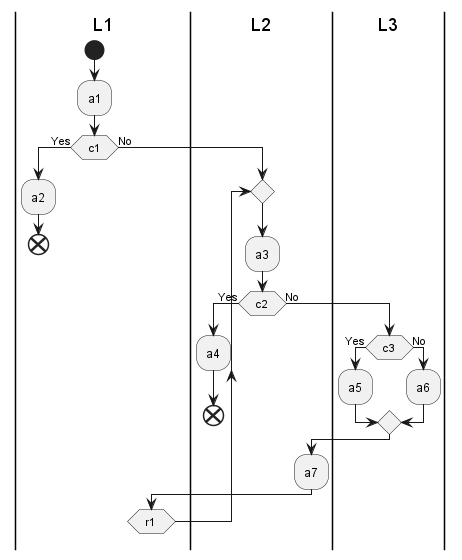 L1
L2
L3
a1
c1
Yes
No
a2
a3
c2
Yes
No
a4
c3
Yes
No
a5
a6
a7
r1